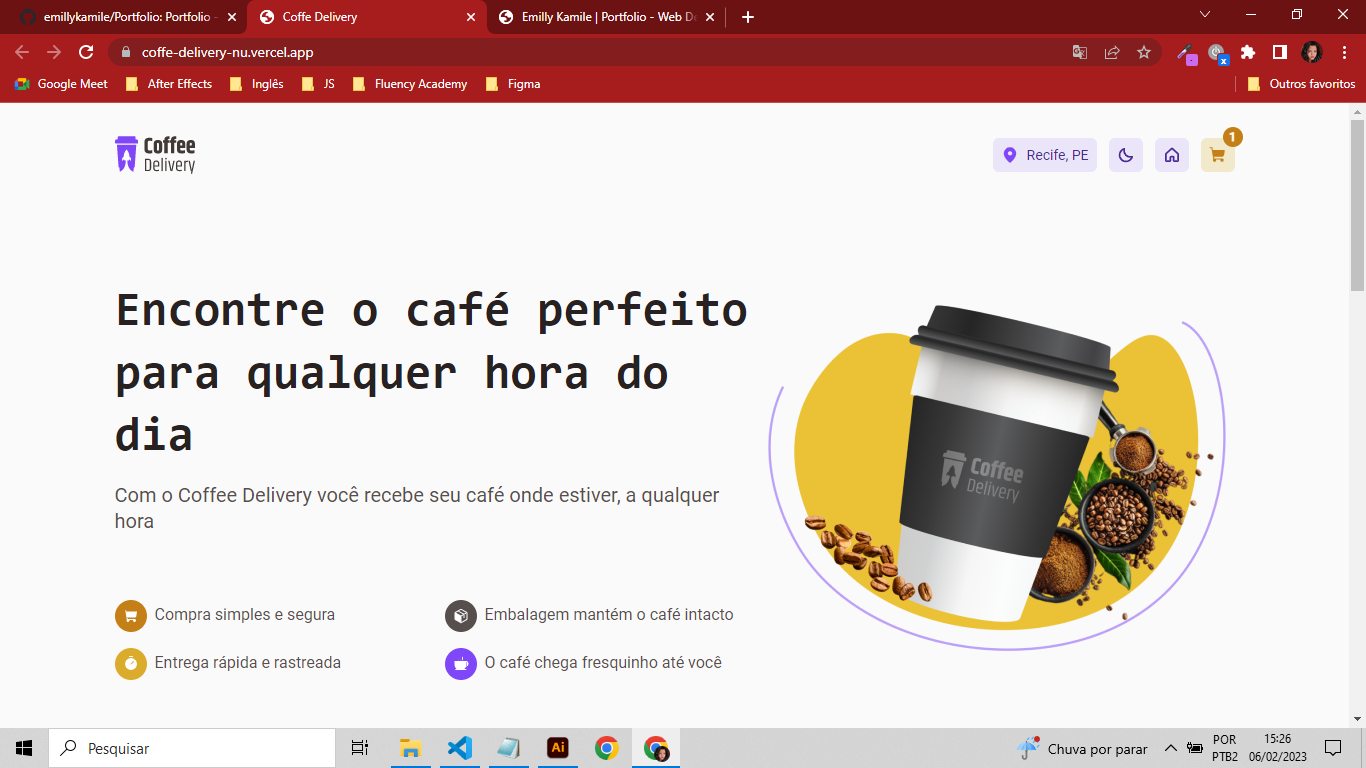 emillykamile/Portfolio: Portfolio -
Coffe Delivery
Emilly Kamile | Portfolio - Web De
coffe-delivery-nu.vercel.app
Google Meet
After Effects
Inglês
JS
Fluency Academy
Figma
Outros favoritos
Coffee
Delivery
Recife, PE
1
Encontre o café perfeito
para qualquer hora do
dia
Com o Coffee Delivery você recebe seu café onde estiver, a qualquer
hora
Coffee
Delivery
Compra simples e segura
Embalagem mantém o café intacto
Entrega rápida e rastreada
O café chega fresquinho até você
Pesquisar
Ai
Chuva por parar
POR
PTB2
15:26
06/02/2023